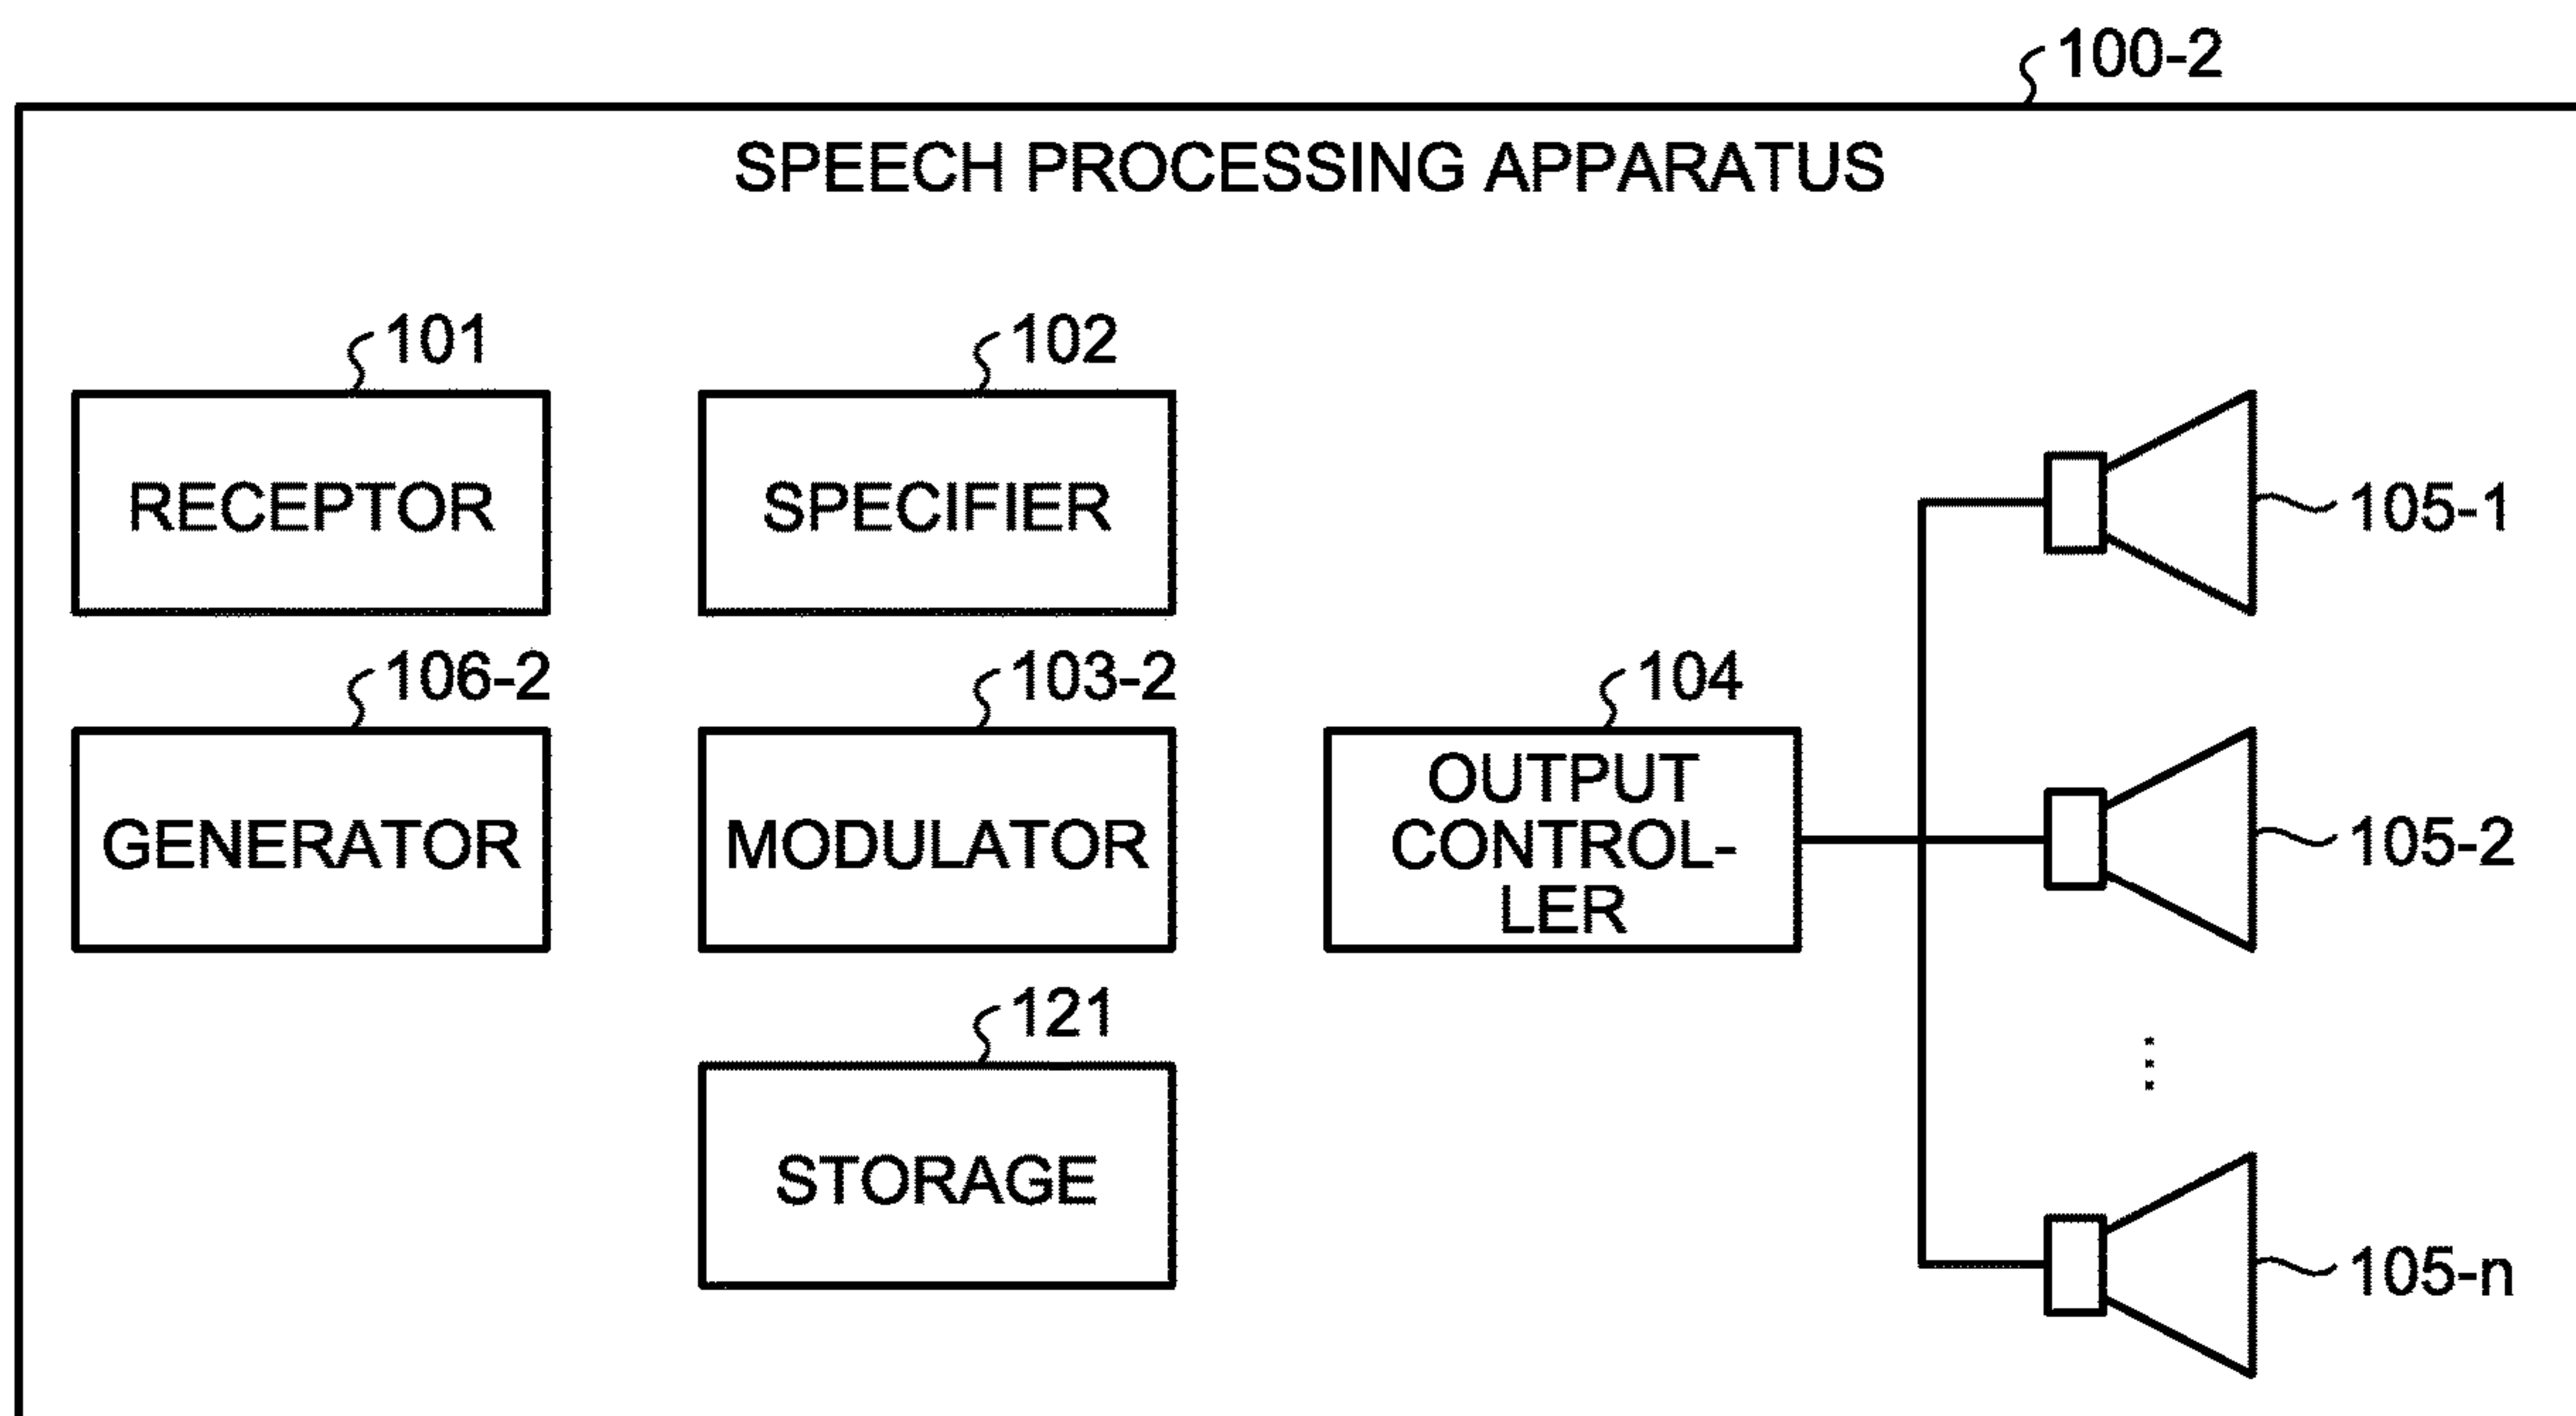 100-2
SPEECH PROCESSING APPARATUS
101
RECEPTOR
102
SPECIFIER
105-1
106-2
GENERATOR
103-2
MODULATOR
104
OUTPUT
CONTROL-
LER
105-2
...
121
STORAGE
105-n